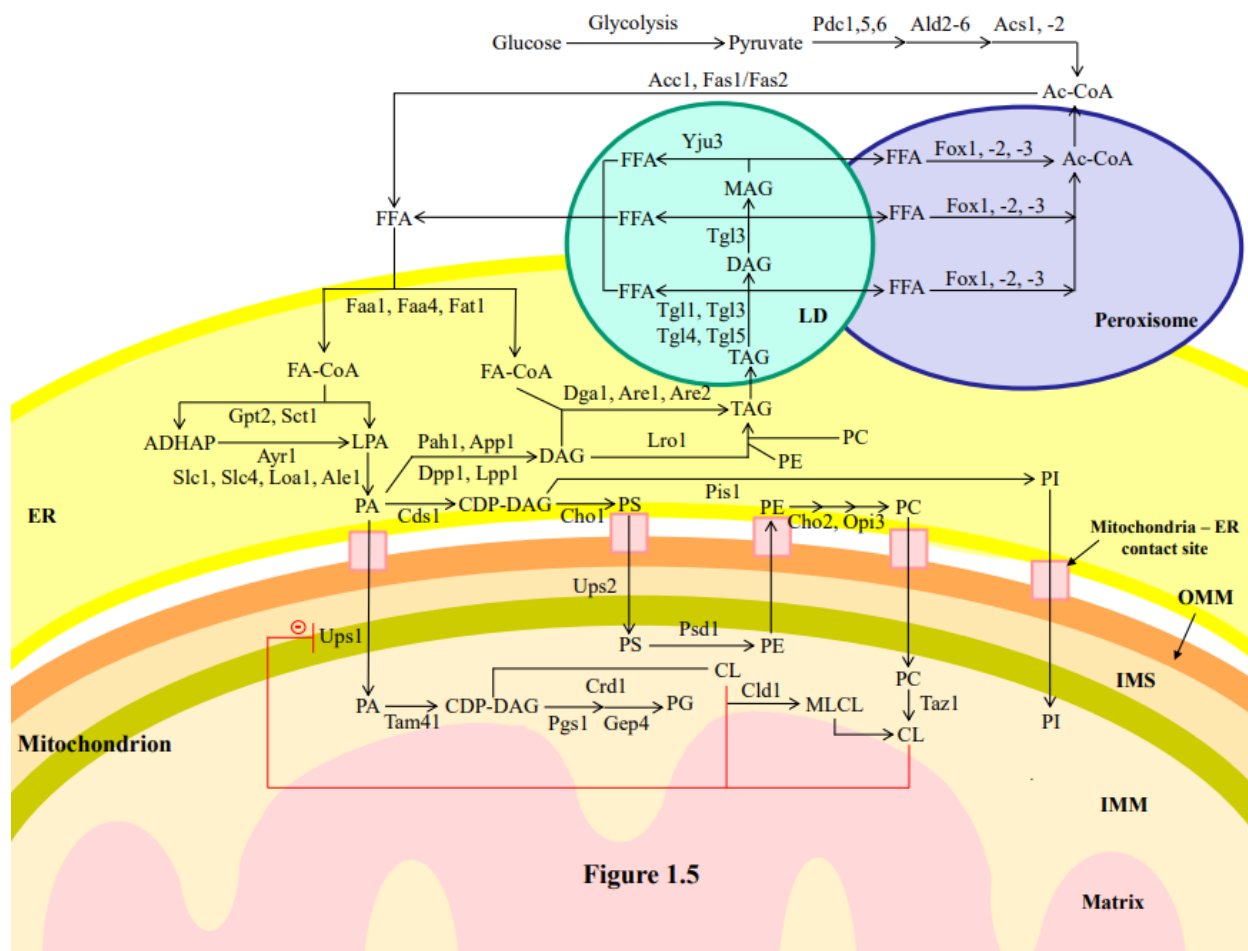 Glycolysis
Glucose
Pyruvate
Pdc1,5,6
Ald2-6
Acs1, -2
Acc1, Fas1/Fas2
Ac-CoA
Yju3
FFA
FFA
Fox1, -2, -3
Ac-CoA
MAG
FFA
FFA
FFA
Fox1, -2, -3
Tgl3
DAG
FFA
FFA
Fox1, -2, -3
Faa1, Faa4, Fat1
Tgl1, Tgl3
LD
Peroxisome
Tgl4, Tgl5
TAG
FA-CoA
FA-CoA
Dga1, Are1, Are2
TAG
Gpt2, Sct1
ADHAP
LPA
Pah1, App1
DAG
Lro1
PC
PE
Ayr1
Slc1, Slc4, Loa1, Ale1
Dpp1, Lpp1
PI
ER
PA
Cds1
CDP-DAG
Cho1
PS
Pis1
PE
Cho2, Opi3
PC
Mitochondria – ER
contact site
Ups2
OMM
Ups1
PS
Psd1
PE
CL
PC
IMS
Crd1
Cld1
Taz1
PA
Tam41
CDP-DAG
Pgs1
Gep4
PG
MLCL
CL
PI
Mitochondrion
IMM
Figure 1.5
Matrix